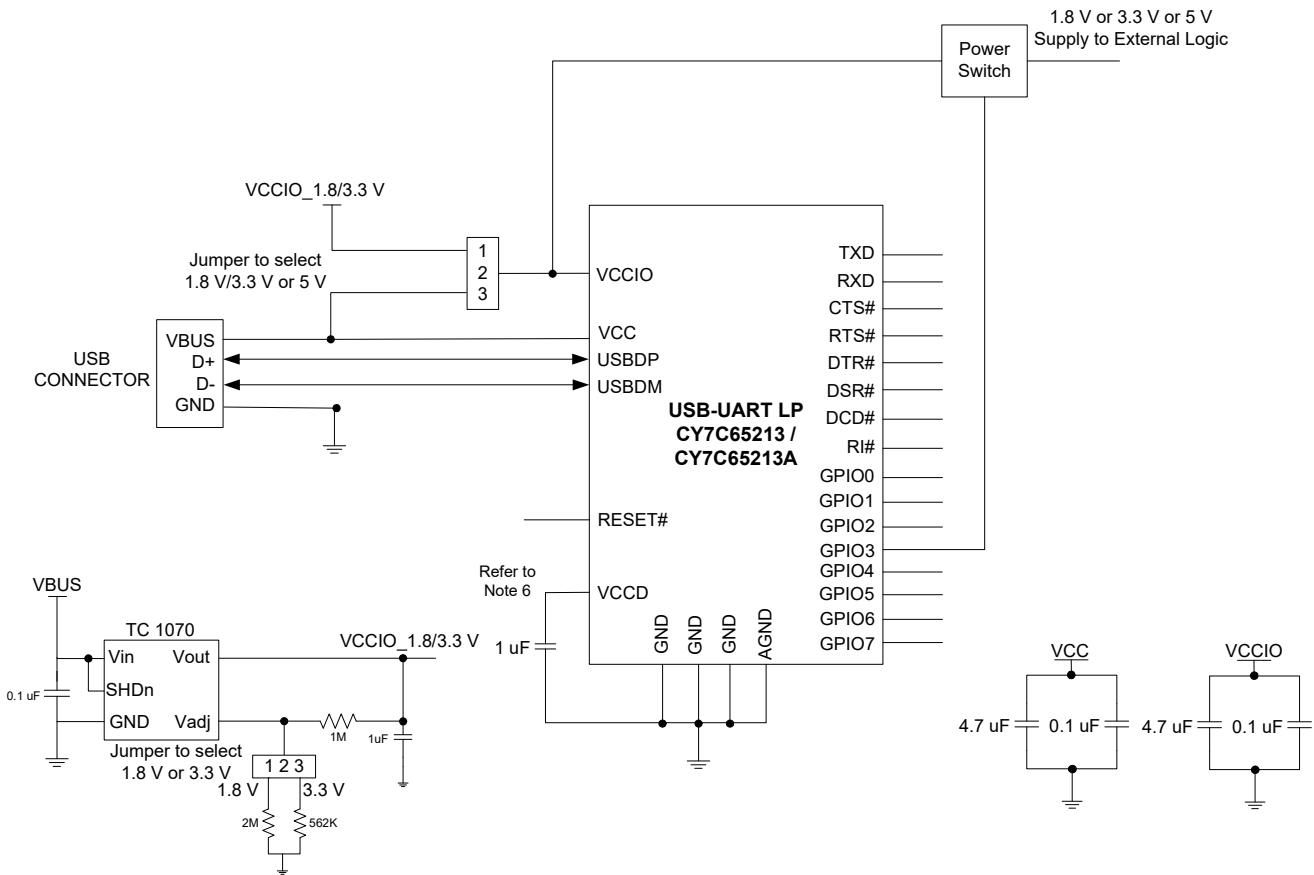 1.8 V or 3.3 V or 5 V
Supply to External Logic
Power
Switch
VCCIO_1.8/3.3 V
Jumper to select
1.8 V/3.3 V or 5 V
1
2
3
VCCIO
VCC
USBDP
USBDM
USB
CONNECTOR
VBUS
D+
D-
GND
USB-UART LP
CY7C65213 /
CY7C65213A
TXD
RXD
CTS#
RTS#
DTR#
DSR#
DCD#
RI#
GPIO0
GPIO1
GPIO2
GPIO3
GPIO4
GPIO5
GPIO6
GPIO7
RESET#
Refer to
Note 6
VCCD
1 uF
GND
GND
GND
AGND
VBUS
TC 1070
Vin
Vout
SHDn
GND
Vadj
0.1 uF
VCCIO_1.8/3.3 V
1M
1uF
Jumper to select
1.8 V or 3.3 V
1 2 3
1.8 V
3.3 V
2M
562K
VCC
4.7 uF
0.1 uF
VCCIO
4.7 uF
0.1 uF